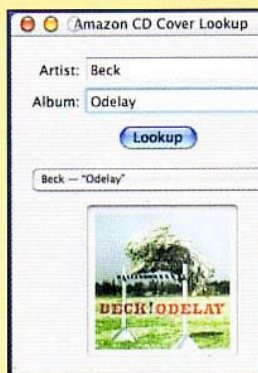 Amazon CD Cover Lookup
Artist: Beck
Album: Odelay
Lookup
Beck — "Odelay"
BECK! ODELAY